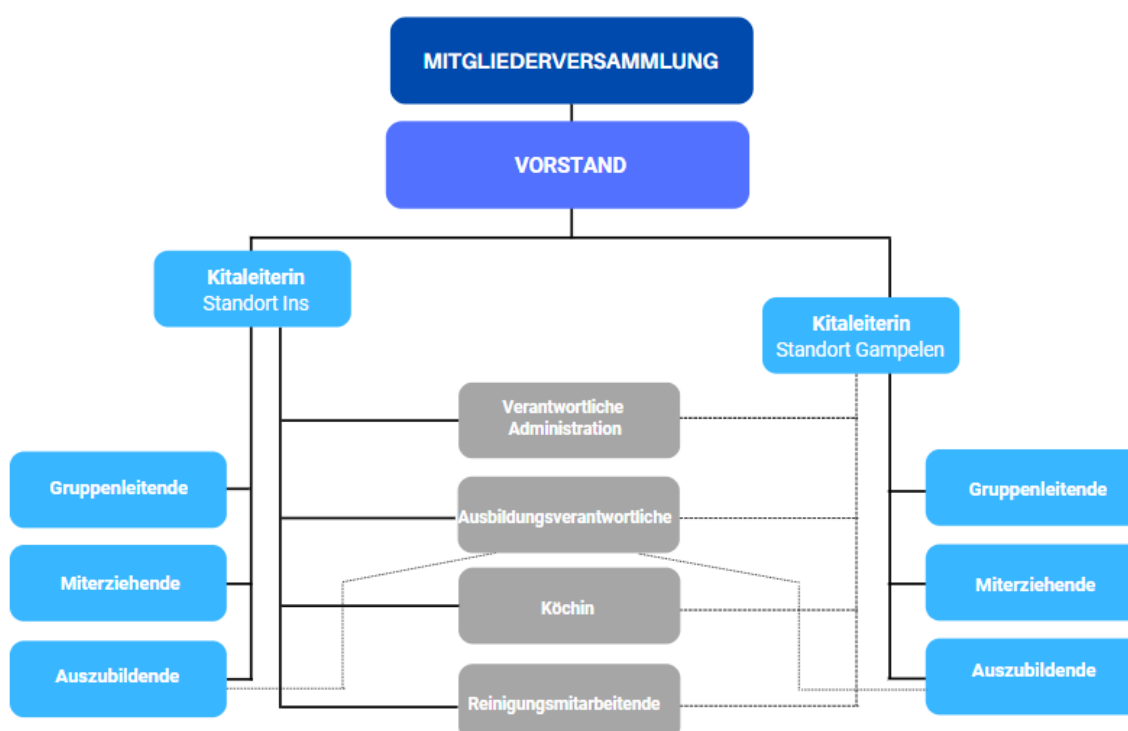 MITGLIEDERVERSAMMLUNG
VORSTAND
Kitaleiterin
Standort Ins
Kitaleiterin
Standort Gampelen
Verantwortliche
Administration
Gruppenleitende
Ausbildungsverantwortliche
Gruppenleitende
Miterziehende
Köchin
Miterziehende
Auszubildende
Reinigungsmitarbeitende
Auszubildende